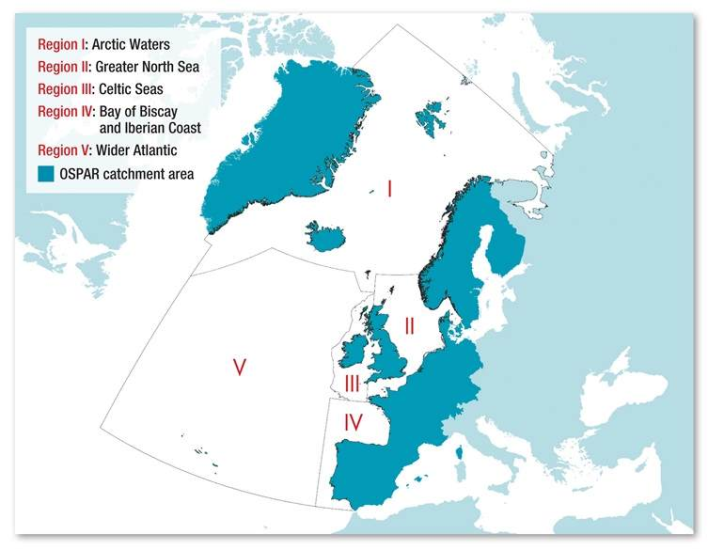 Region I: Arctic Waters
Region II: Greater North Sea
Region III: Celtic Seas
Region IV: Bay of Biscay
and Iberian Coast
Region V: Wider Atlantic
OSPAR catchment area
I
II
V
III
IV